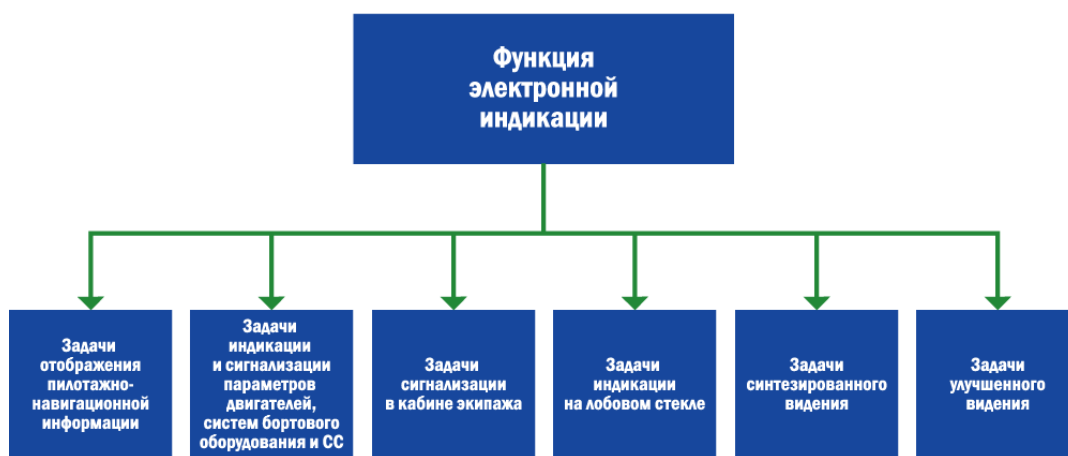 Функция
электронной
индикации
Задачи
отображения
пилотажно-
навигационной
информации
Задачи
индикации
и сигнализации
параметров
двигателей,
систем бортового
оборудования и СС
Задачи
сигнализации
в кабине экипажа
Задачи
индикации
на лобовом стекле
Задачи
синтезированного
видения
Задачи
улучшенного
видения